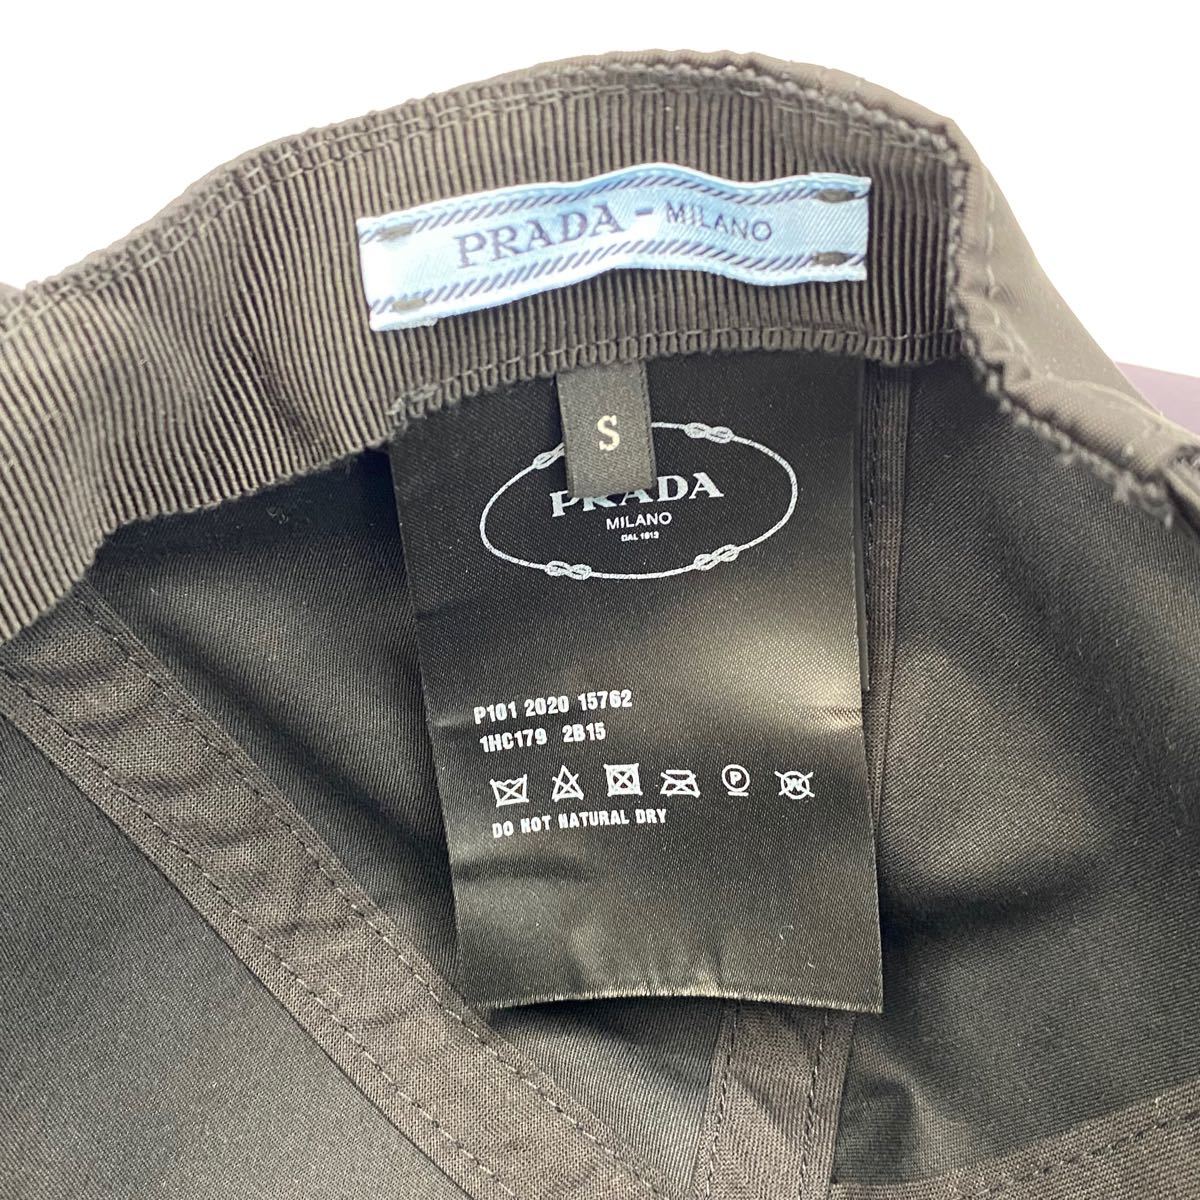 PRADA - MILANO
S
PRADA
MILANO
DAL 1913
P101 2020 15762
1HC179 2B15
P W
DO NOT NATURAL DRY